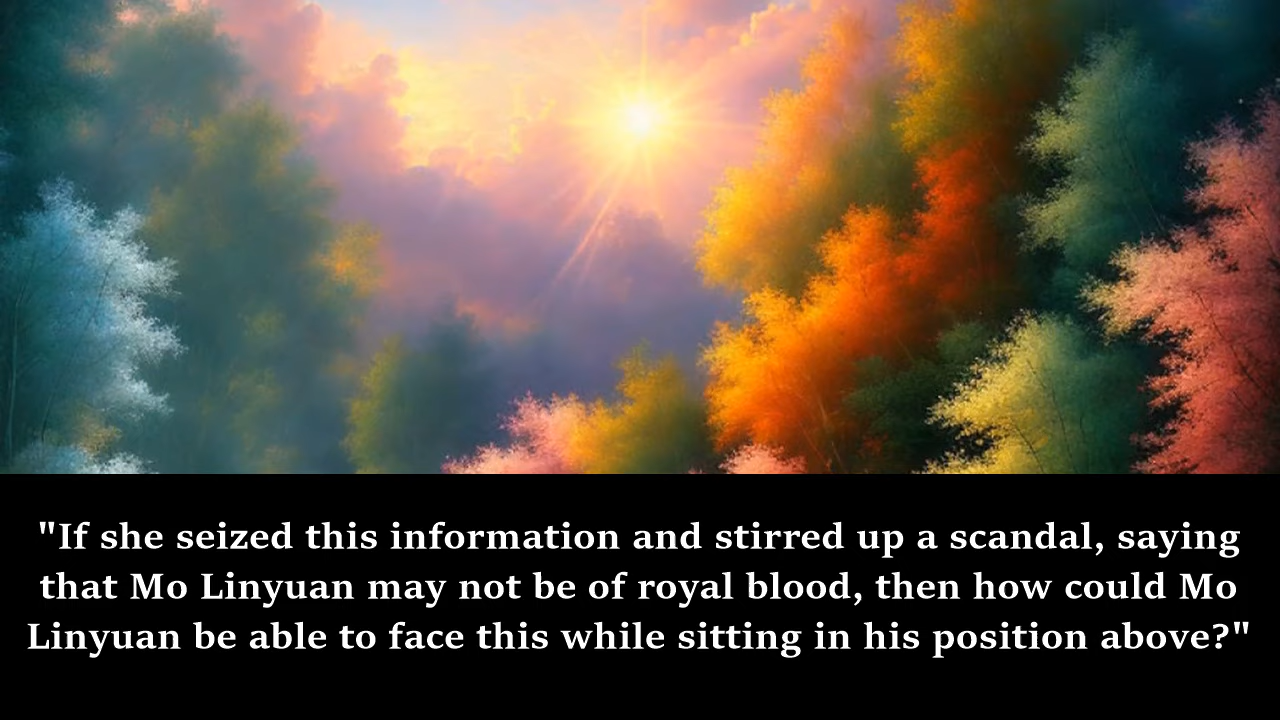 "If she seized this information and stirred up a scandal, saying
that Mo Linyuan may not be of royal blood, then how could Mo
Linyuan be able to face this while sitting in his position above?"